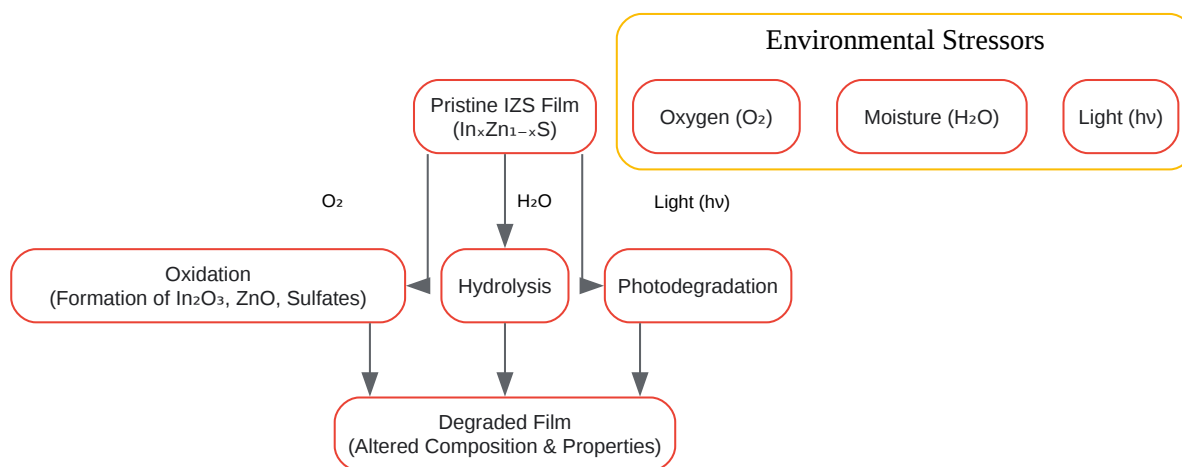 Environmental Stressors
Pristine IZS Film
(InₓZn₁₋ₓS)
Oxygen (O₂)
Moisture (H₂O)
Light (hν)
O₂
H₂O
Light (hν)
Oxidation
(Formation of In₂O₃, ZnO, Sulfates)
Hydrolysis
Photodegradation
Degraded Film
(Altered Composition & Properties)